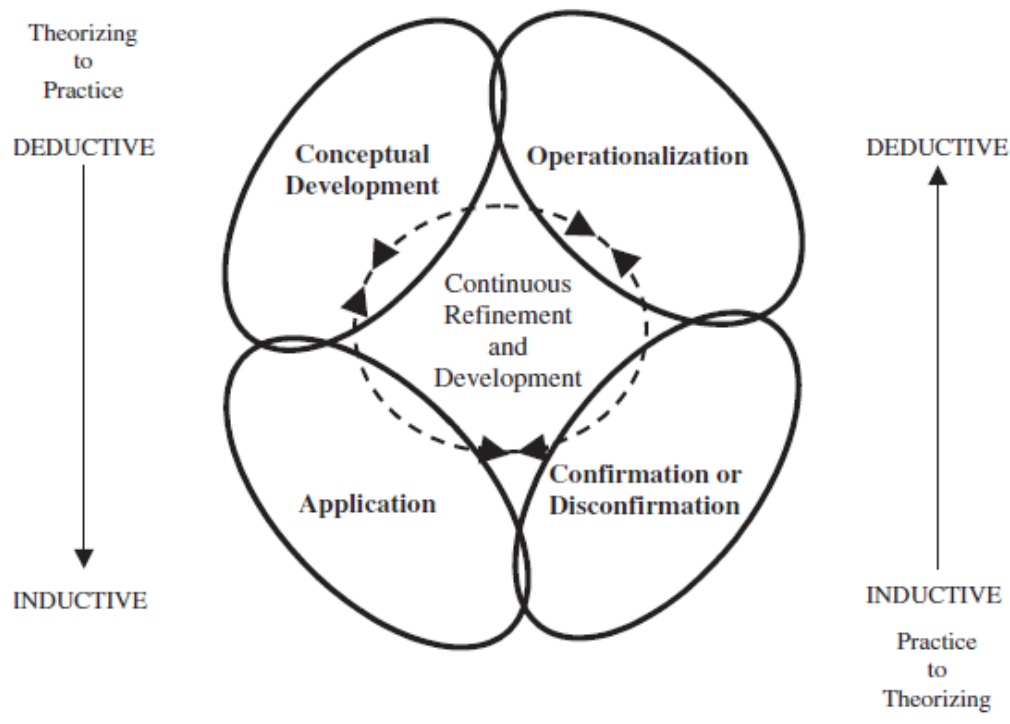 Theorizing
to
Practice
DEDUCTIVE
INDUCTIVE
Conceptual
Development
Operationalization
Continuous
Refinement
and
Development
Application
Confirmation or
Disconfirmation
DEDUCTIVE
INDUCTIVE
Practice
to
Theorizing